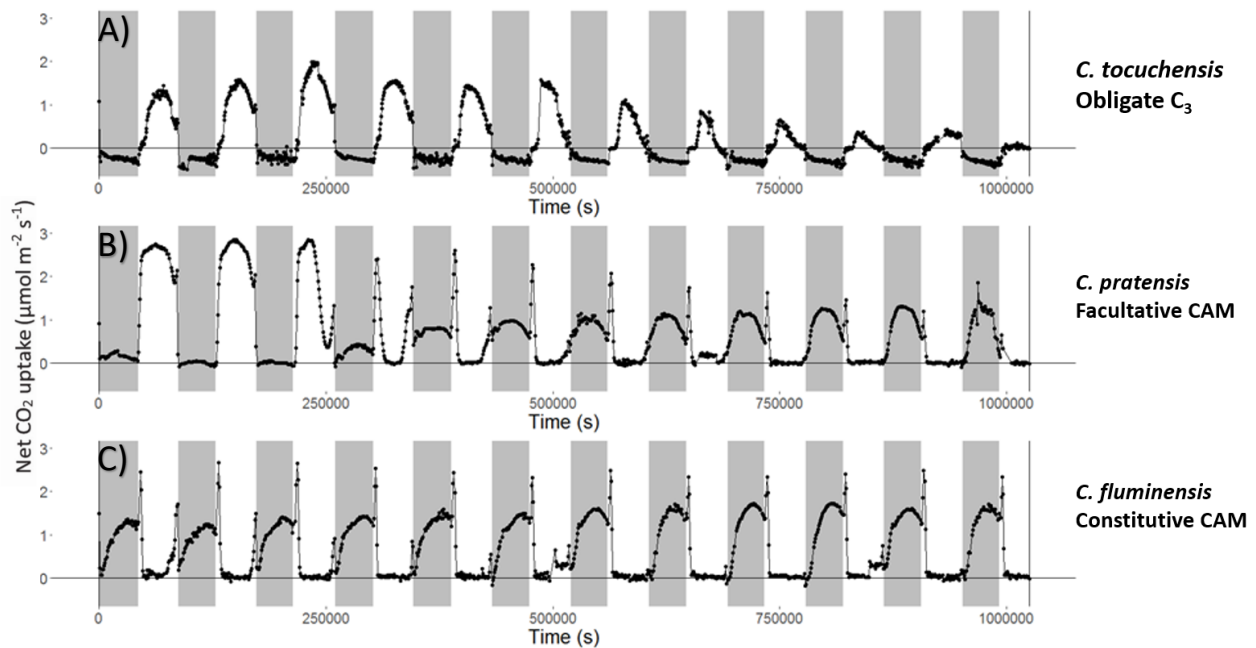 A)
3
2
1
0
0 250000 500000 750000 1000000
Time (s)
C. tocuchensis
Obligate C₃
Net CO₂ uptake (µmol m⁻² s⁻¹)
B)
3
2
1
0
0 250000 500000 750000 1000000
Time (s)
C. pratensis
Facultative CAM
C)
3
2
1
0
0 250000 500000 750000 1000000
Time (s)
C. fluminensis
Constitutive CAM